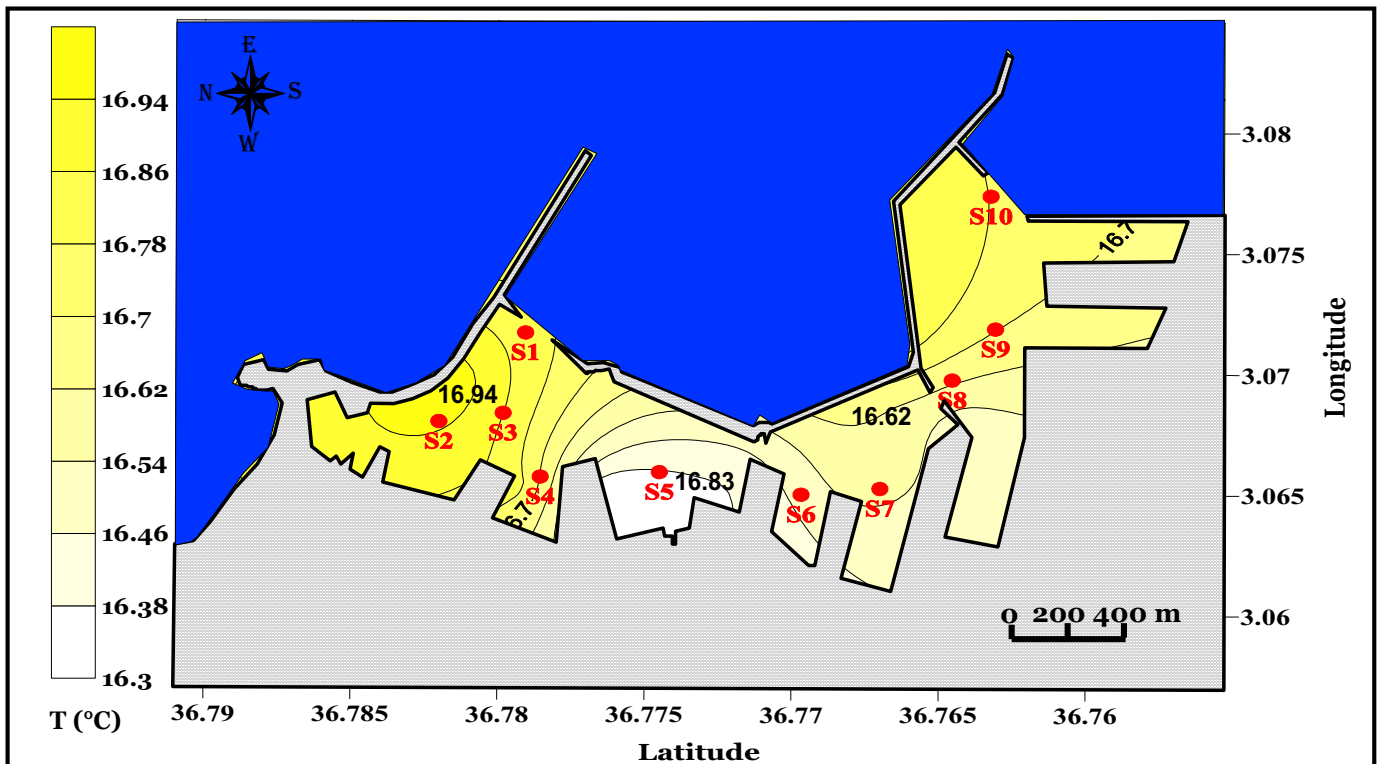 E
N S
W
16.94
16.86
16.78
16.7
16.62
16.54
16.46
16.38
16.3
T (°C)
3.08
3.075
3.07
3.065
3.06
Longitude
S10
16.7
S1
S9
16.94
S8
S3
16.62
S2
S4
S5
16.83
S6
S7
6.7
0 200 400 m
36.79 36.785 36.78 36.775 36.77 36.765 36.76
Latitude